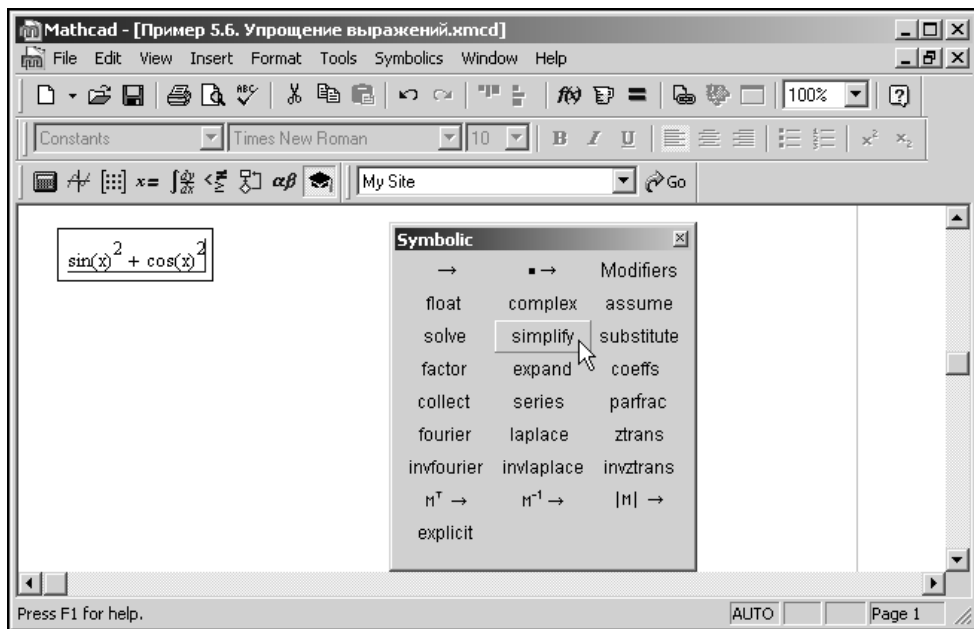 Mathcad - [Пример 5.6. Упрощение выражений.xmcd]
File Edit View Insert Format Tools Symbolics Window Help
100%
Constants Times New Roman 10 B I U x² x₂
x= αβ My Site Go
sin(x)² + cos(x)²
Symbolic
→ ■ → Modifiers
float complex assume
solve simplify substitute
factor expand coeffs
collect series parfrac
fourier laplace ztrans
invfourier invlaplace invztrans
Mᵀ → M⁻¹ → |M| →
explicit
Press F1 for help. AUTO Page 1